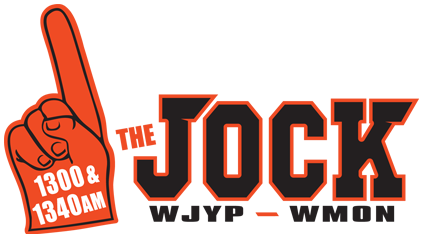 1300 &
1340AM
THE
JOCK
WJYP – WMON